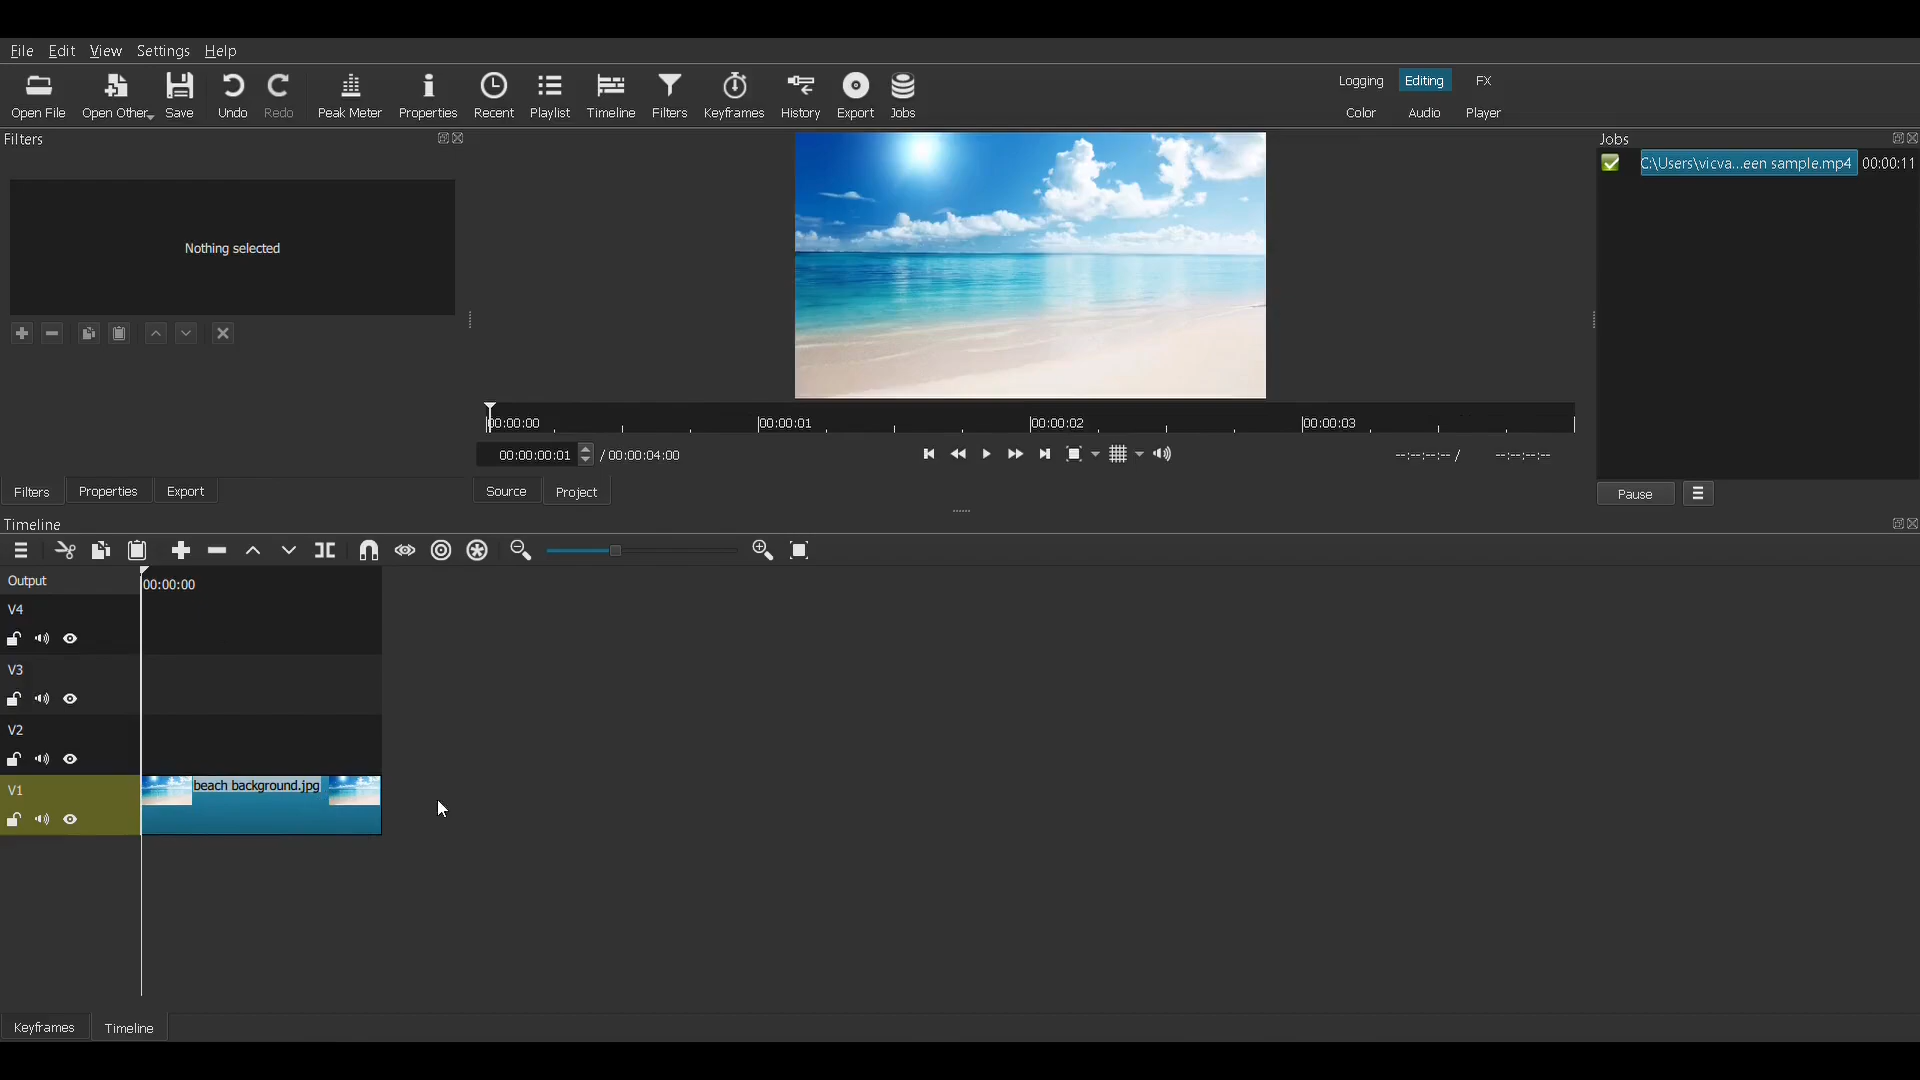 File Edit View Settings Help
Open File Open Other Save Undo Redo Peak Meter Properties Recent Playlist Timeline Filters Keyframes History Export Jobs
Logging Editing FX
Color Audio Player
Filters
Jobs
C:\Users\vicva...een sample.mp4 00:00:11
Nothing selected
00:00:00 00:00:01 00:00:02 00:00:03
00:00:00:01 / 00:00:04:00 --:--:--:-- / --:--:--:--
Filters Properties Export
Source Project
Pause
Timeline
Output
00:00:00
V4
V3
V2
V1
beach background.jpg
Keyframes Timeline